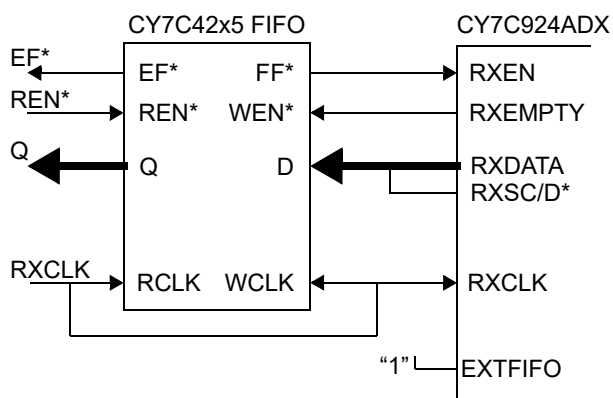 CY7C42x5 FIFO CY7C924ADX
EF* EF* FF* RXEN
REN* REN* WEN* RXEMPTY
Q Q D RXDATA
RXSC/D*
RXCLK RCLK WCLK RXCLK
“1” EXTFIFO